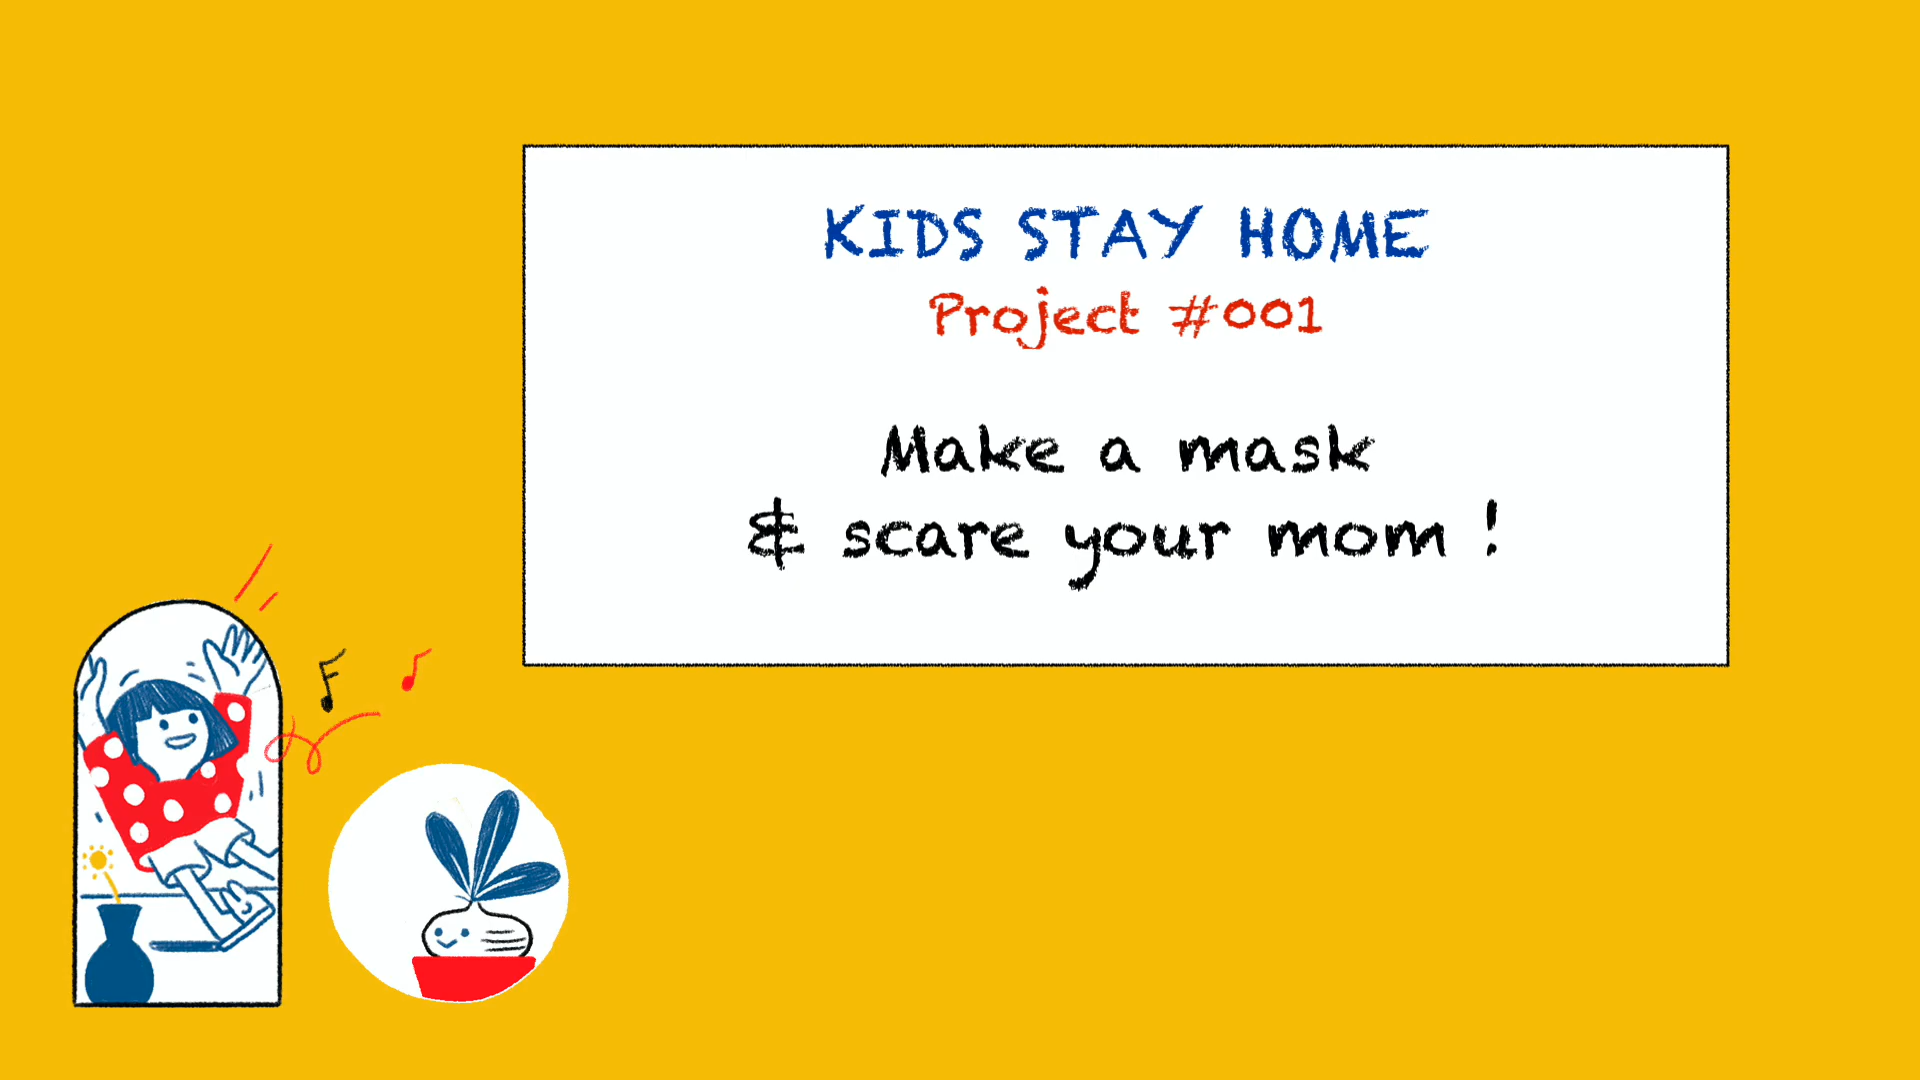 KIDS STAY HOME
Project #001
Make a mask
& scare your mom !